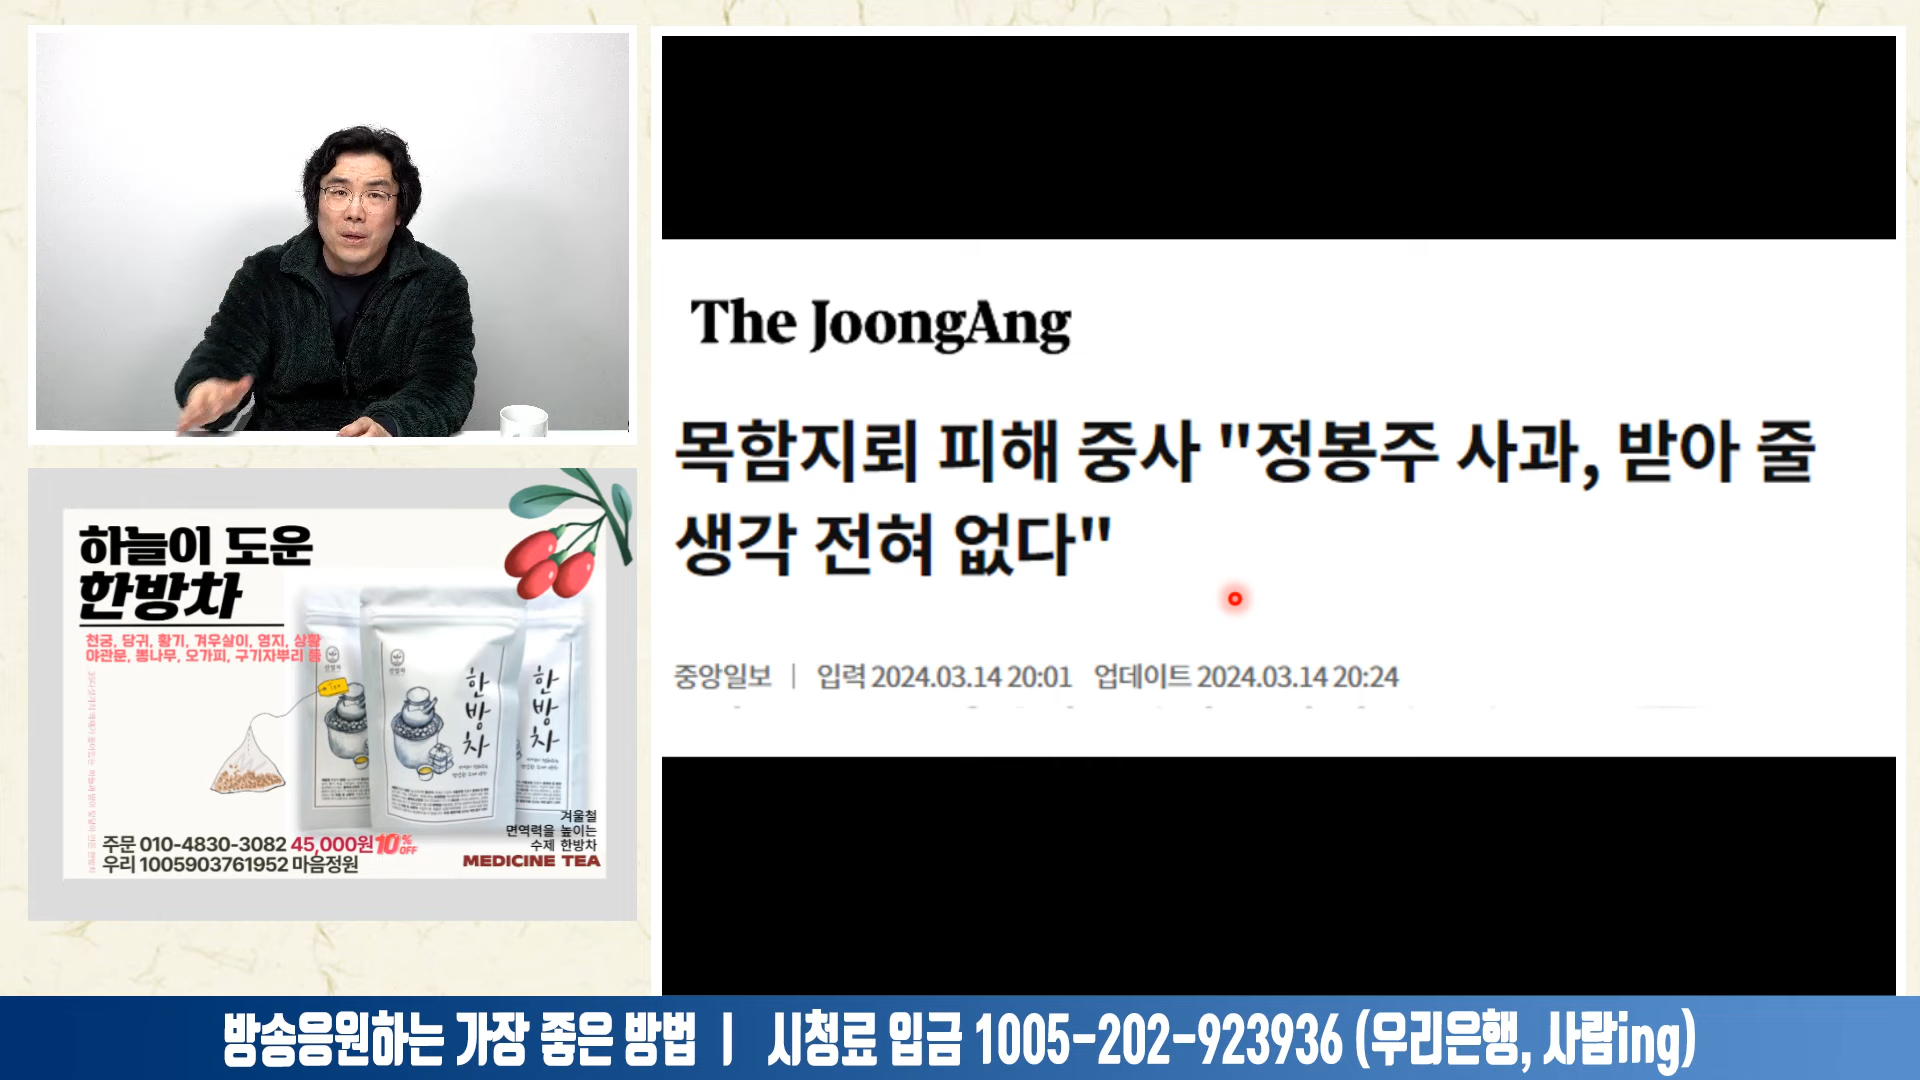 The JoongAng
목함지뢰 피해 중사 "정봉주 사과, 받아 줄
생각 전혀 없다"
중앙일보 | 입력 2024.03.14 20:01 업데이트 2024.03.14 20:24
하늘이 도운
한방차
천궁, 당귀, 황기, 겨우살이, 영지, 상황
야관문, 뽕나무, 오가피, 구기자뿌리 등
한방차
한방차
겨울철
면역력을 높이는
수제 한방차
MEDICINE TEA
주문 010-4830-3082 45,000원 10% OFF
우리 1005903761952 마음정원
방송응원하는 가장 좋은 방법 | 시청료 입금 1005-202-923936 (우리은행, 사람ing)